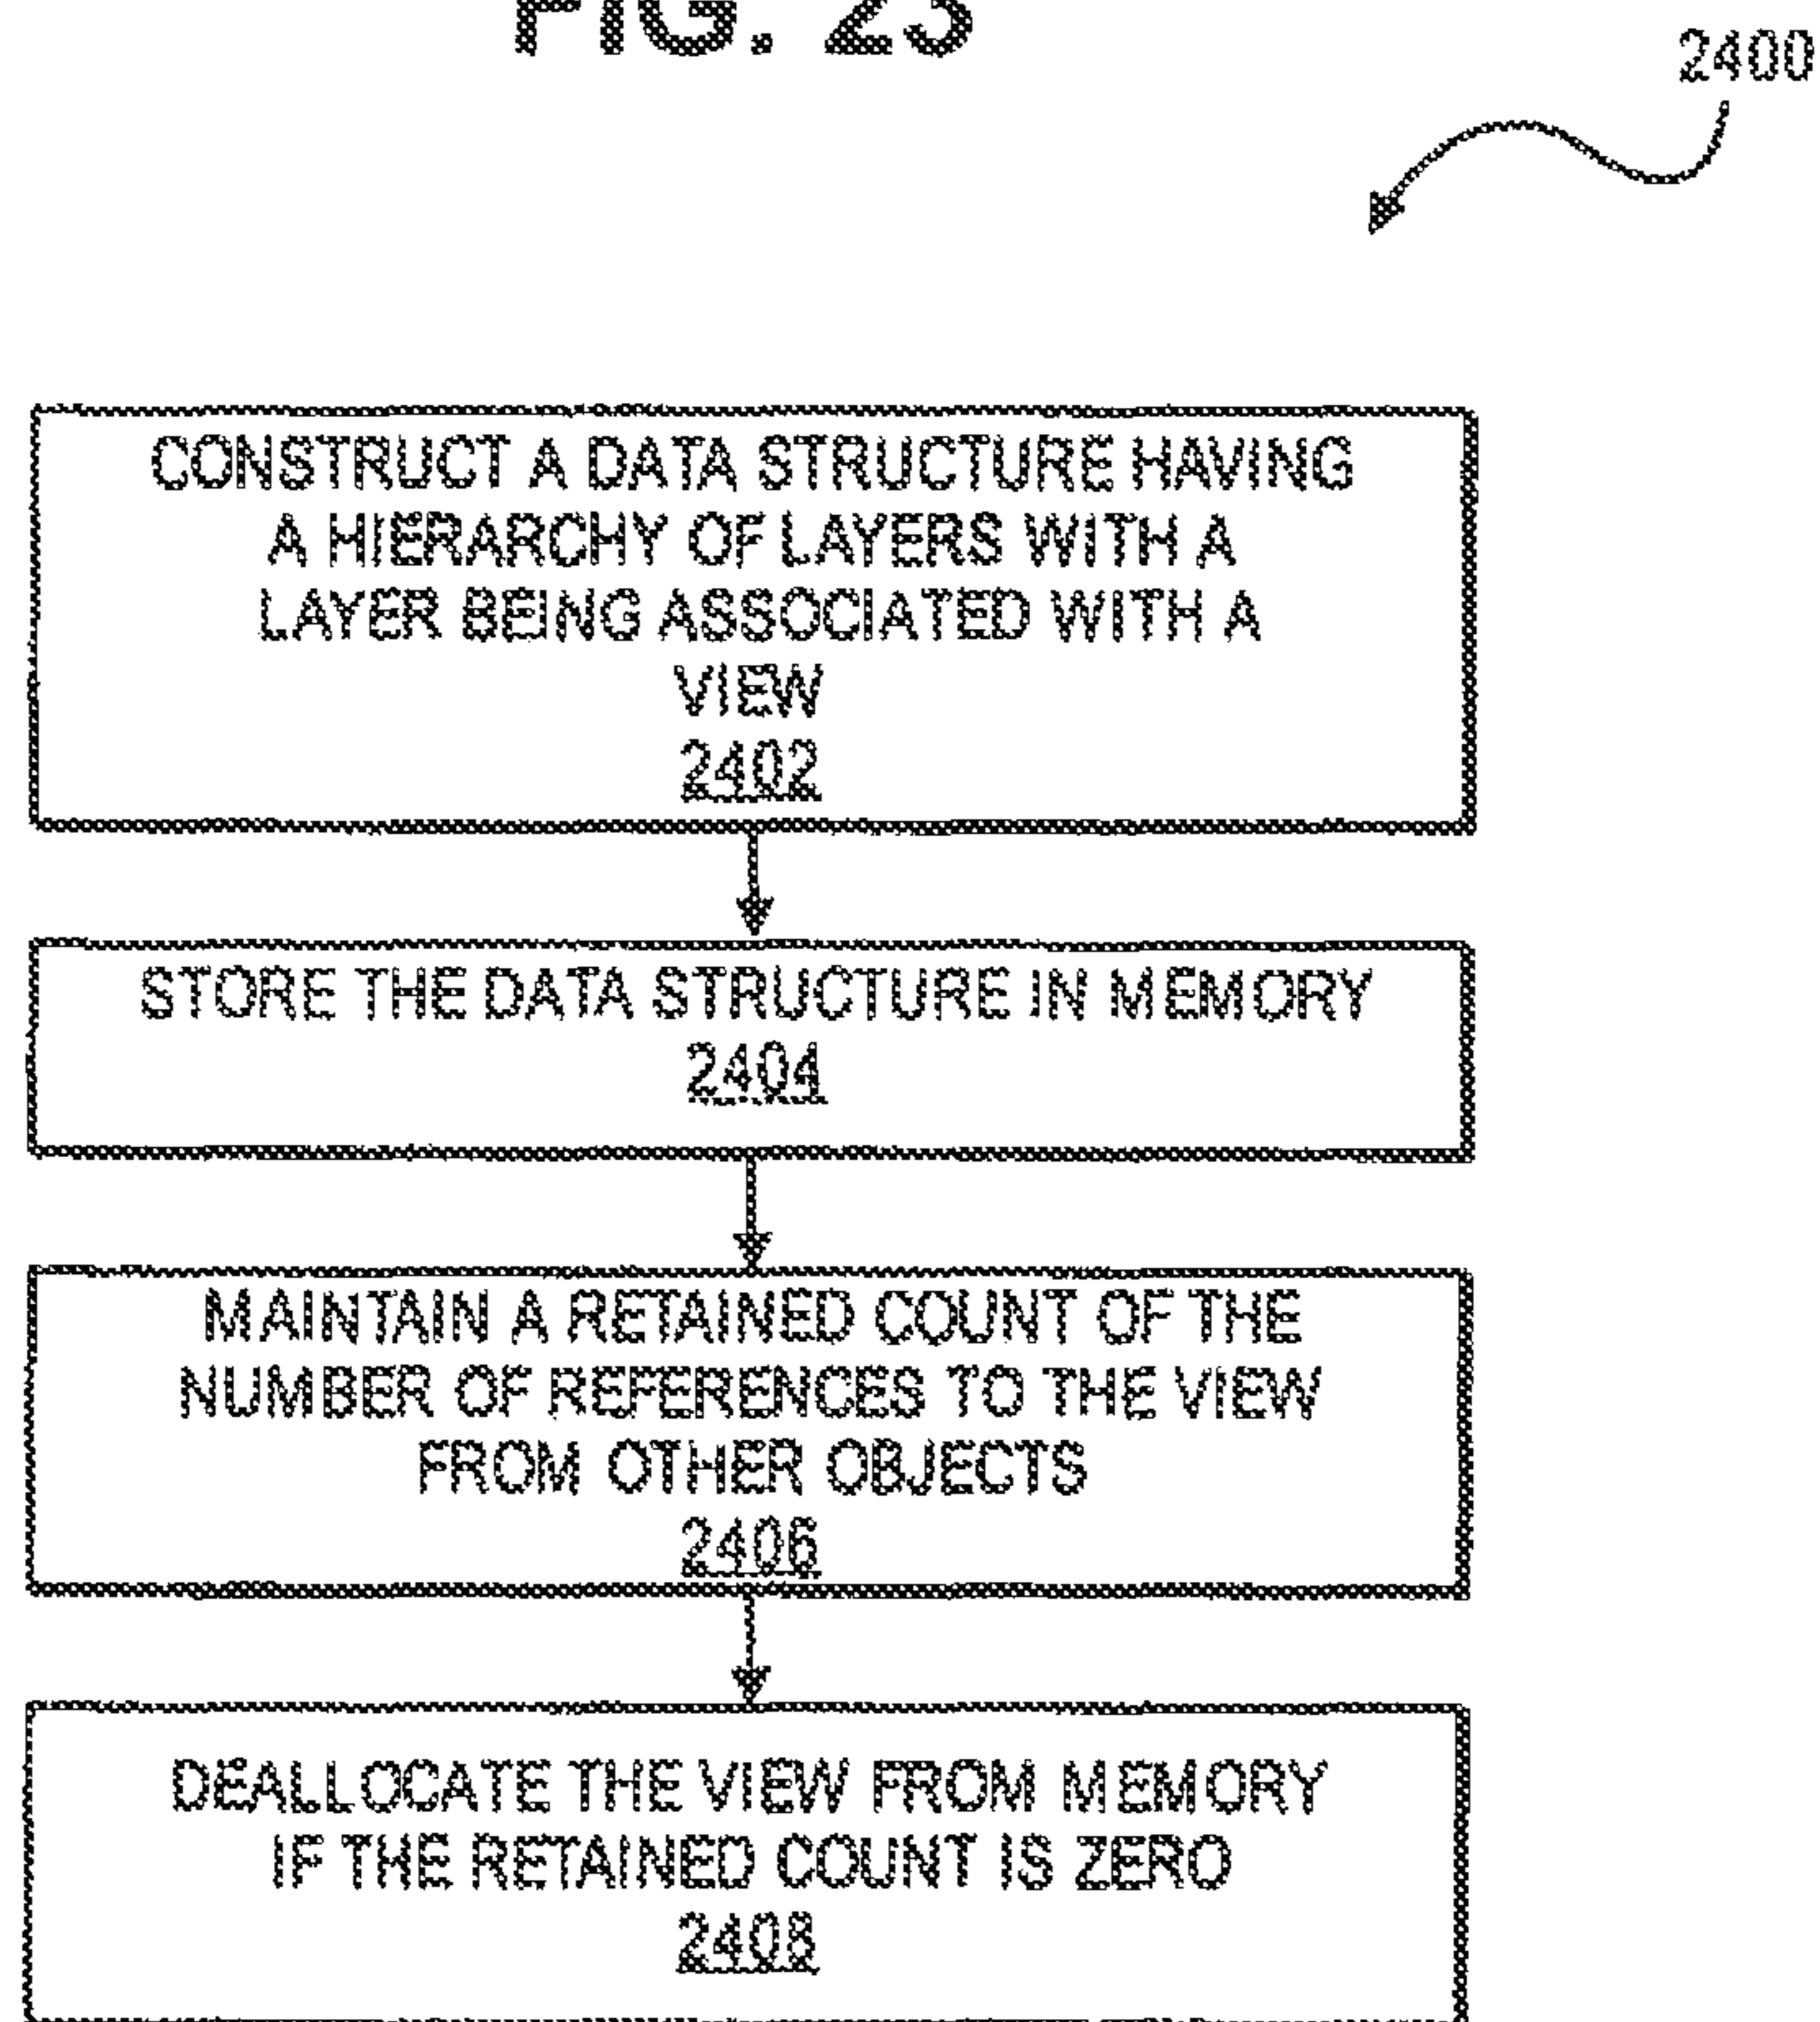 FIG. 23
2400
CONSTRUCT A DATA STRUCTURE HAVING
A HIERARCHY OF LAYERS WITH A
LAYER BEING ASSOCIATED WITH A
VIEW
2402
STORE THE DATA STRUCTURE IN MEMORY
2404
MAINTAIN A RETAINED COUNT OF THE
NUMBER OF REFERENCES TO THE VIEW
FROM OTHER OBJECTS
2406
DEALLOCATE THE VIEW FROM MEMORY
IF THE RETAINED COUNT IS ZERO
2408